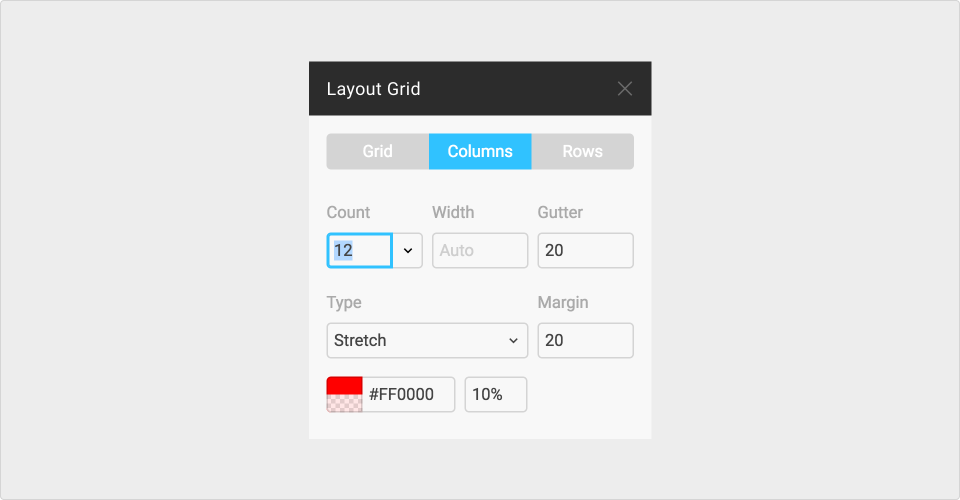 Layout Grid
Grid Columns Rows
Count Width Gutter
12 Auto 20
Type Margin
Stretch 20
#FF0000 10%